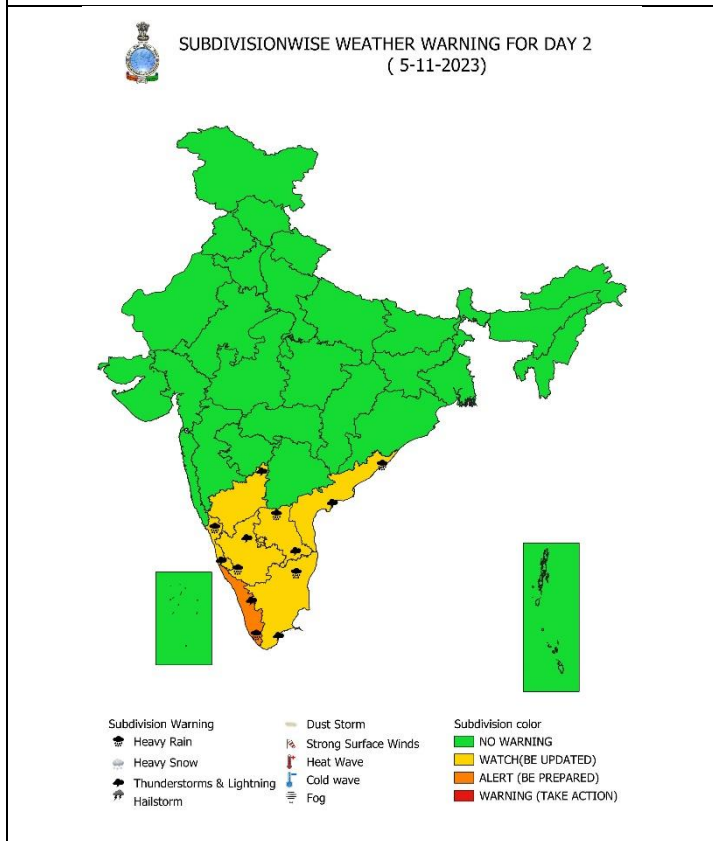 SUBDIVISIONWISE WEATHER WARNING FOR DAY 2
( 5-11-2023)
Subdivision Warning
Heavy Rain
Heavy Snow
Thunderstorms & Lightning
Hailstorm
Dust Storm
Strong Surface Winds
Heat Wave
Cold wave
Fog
Subdivision color
NO WARNING
WATCH(BE UPDATED)
ALERT (BE PREPARED)
WARNING (TAKE ACTION)